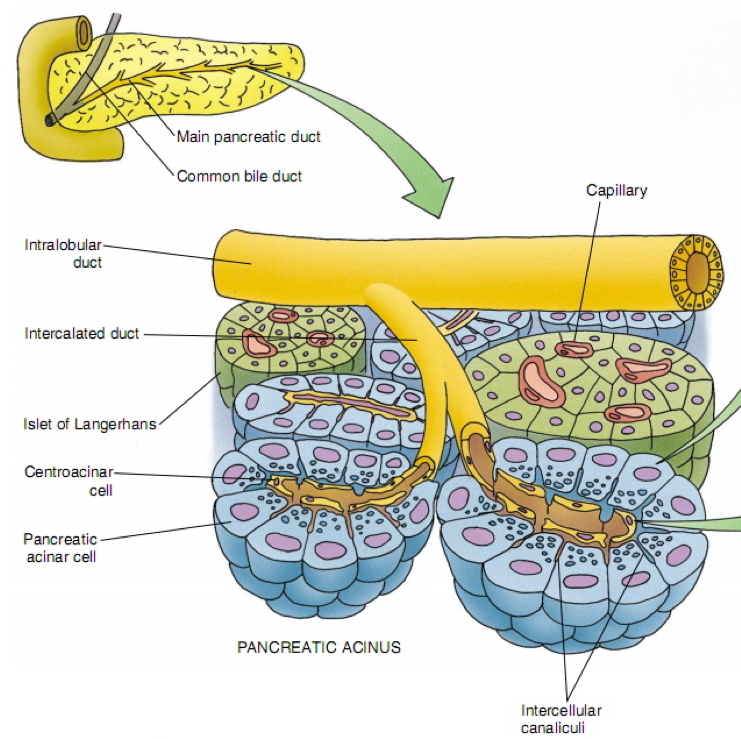 Main pancreatic duct
Common bile duct
Capillary
Intralobular
duct
Intercalated duct
Islet of Langerhans
Centroacinar
cell
Pancreatic
acinar cell
PANCREATIC ACINUS
Intercellular
canaliculi